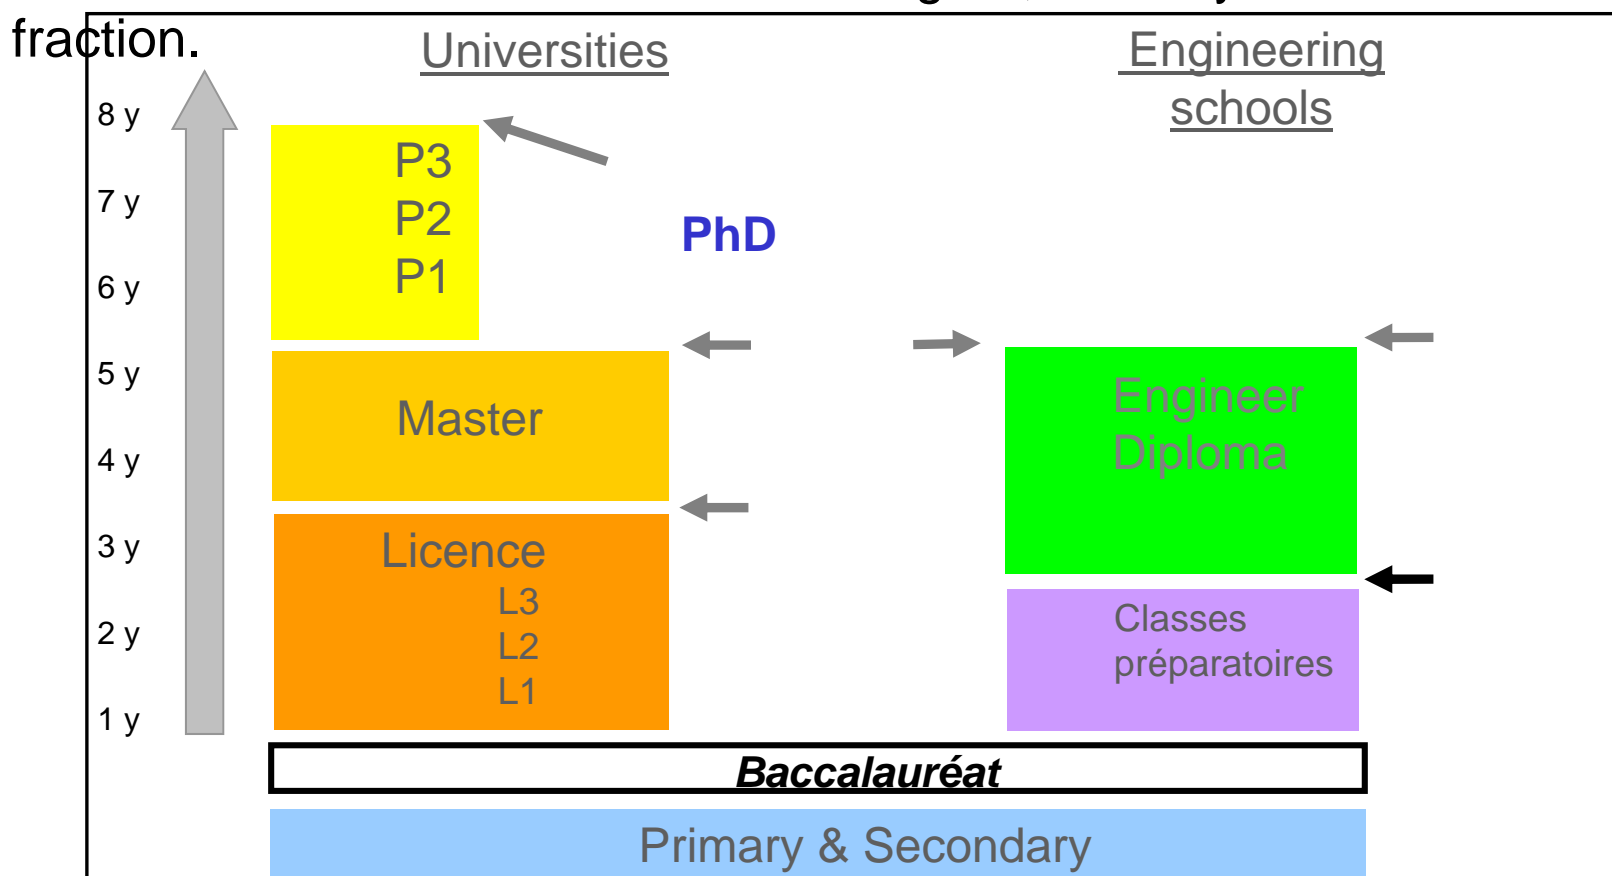 fraction.
Universities
Engineering
schools
8 y
7 y
6 y
5 y
4 y
3 y
2 y
1 y
P3
P2
P1
PhD
Master
Engineer
Diploma
Licence
L3
L2
L1
Classes
préparatoires
Baccalauréat
Primary & Secondary